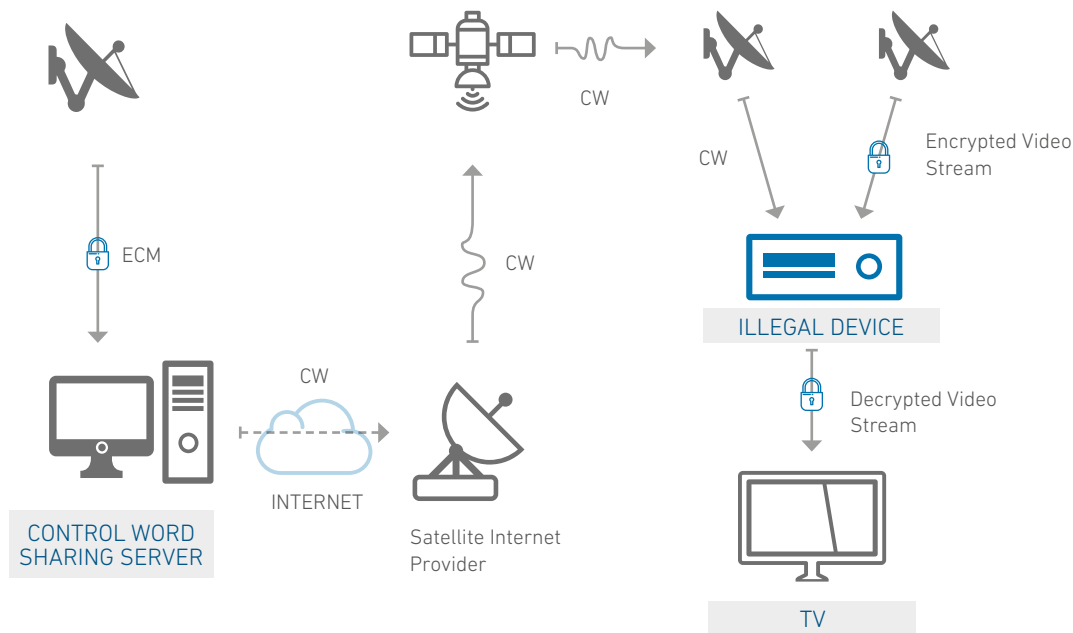 CW
CW
Encrypted Video
Stream
ECM
CW
ILLEGAL DEVICE
CW
Decrypted Video
Stream
INTERNET
CONTROL WORD
SHARING SERVER
Satellite Internet
Provider
TV